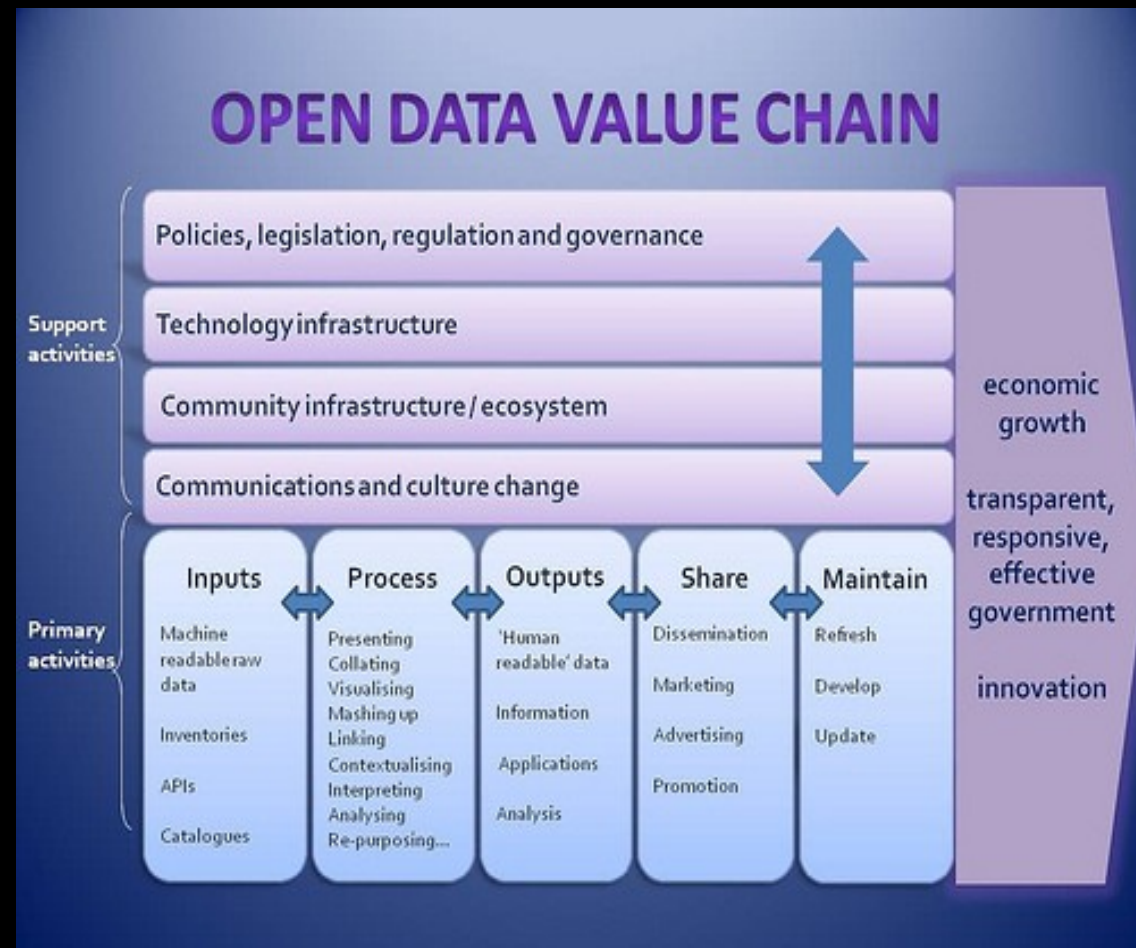 OPEN DATA VALUE CHAIN
Support
activities
Policies, legislation, regulation and governance
Technology infrastructure
Community infrastructure / ecosystem
Communications and culture change
Primary
activities
Inputs
Machine
readable raw
data
Inventories
APIs
Catalogues
Process
Presenting
Collating
Visualising
Mashing up
Linking
Contextualising
Interpreting
Analysing
Re-purposing...
Outputs
'Human
readable' data
Information
Applications
Analysis
Share
Dissemination
Marketing
Advertising
Promotion
Maintain
Refresh
Develop
Update
economic
growth
transparent,
responsive,
effective
government
innovation